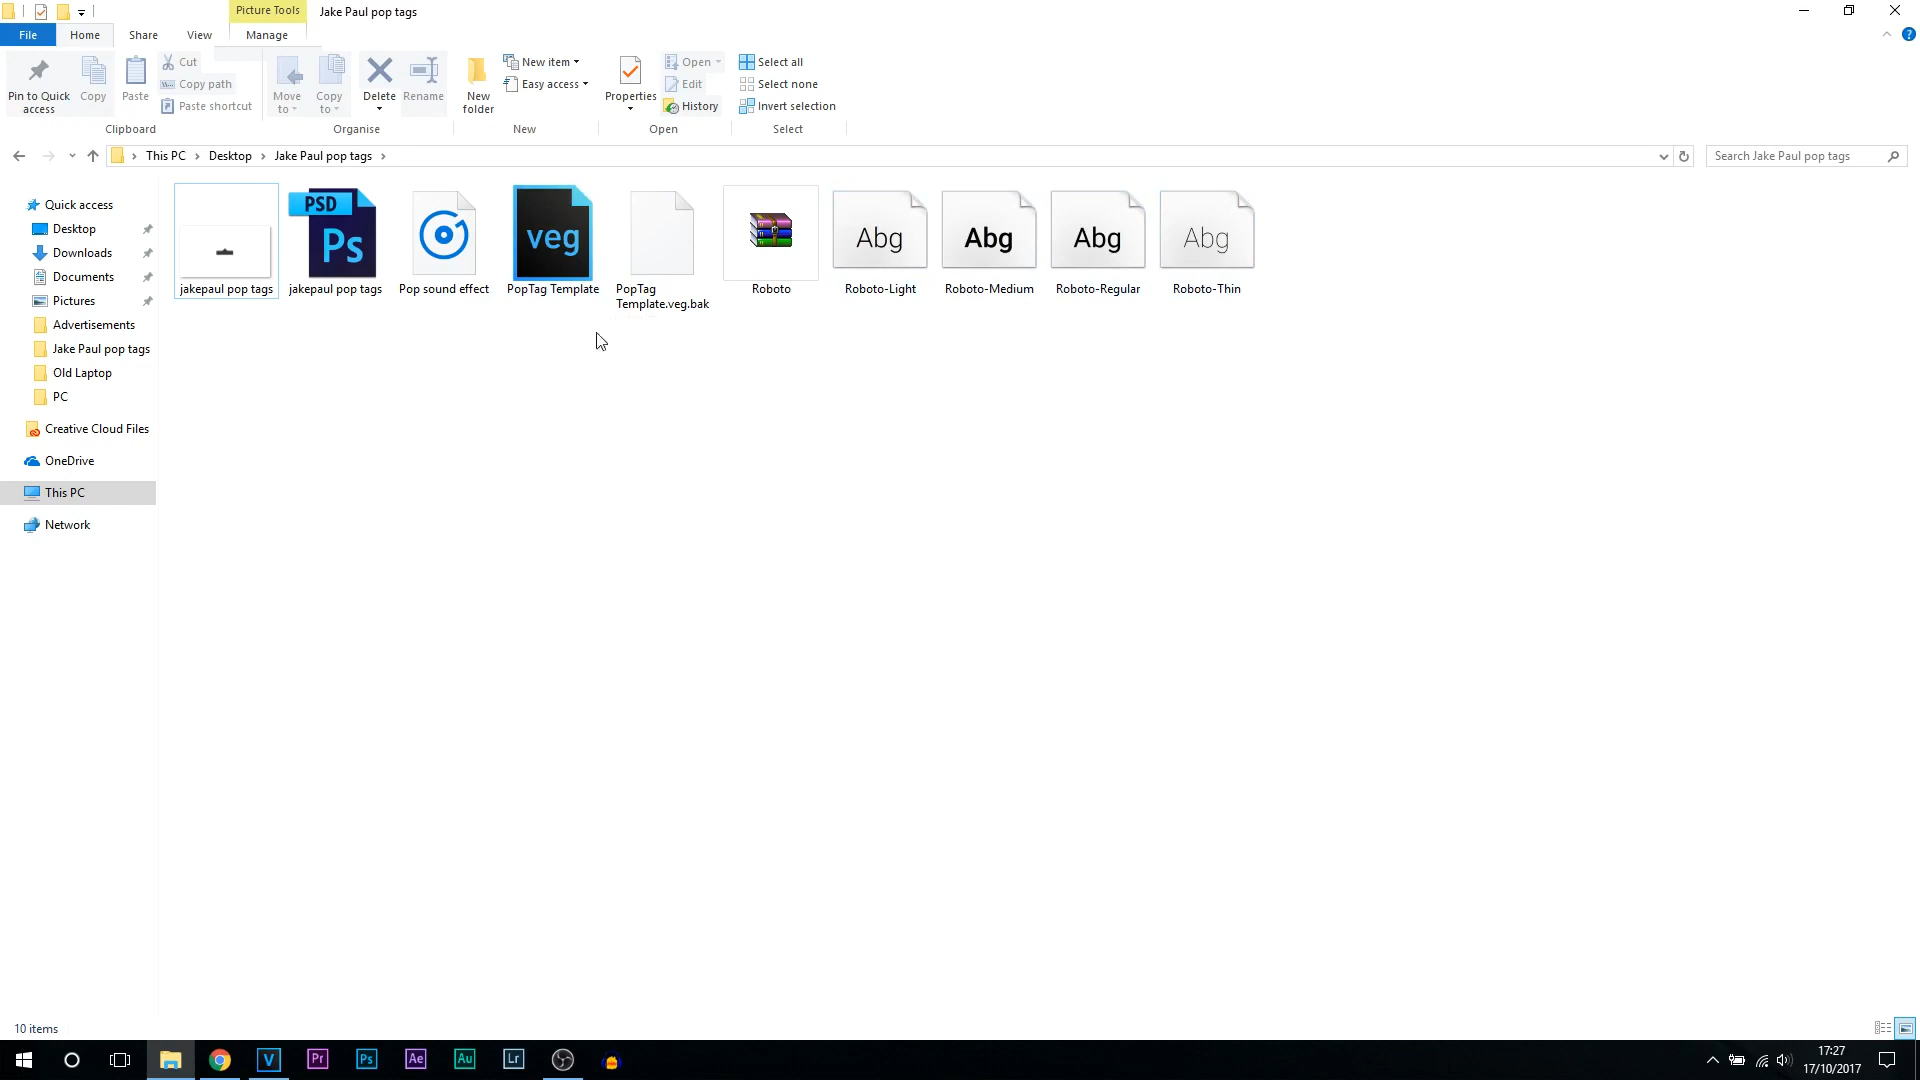 Picture Tools
Jake Paul pop tags
File
Home
Share
View
Manage
Pin to Quick
access
Copy
Paste
Cut
Copy path
Paste shortcut
Clipboard
Move
to
Copy
to
Delete
Rename
Organise
New
folder
New item
Easy access
New
Properties
Open
Edit
History
Open
Select all
Select none
Invert selection
Select
This PC
Desktop
Jake Paul pop tags
Search Jake Paul pop tags
Quick access
Desktop
Downloads
Documents
Pictures
Advertisements
Jake Paul pop tags
Old Laptop
PC
Creative Cloud Files
OneDrive
This PC
Network
PSD
Ps
veg
Abg
Abg
Abg
Abg
jakepaul pop tags
jakepaul pop tags
Pop sound effect
PopTag Template
PopTag
Template.veg.bak
Roboto
Roboto-Light
Roboto-Medium
Roboto-Regular
Roboto-Thin
10 items
V
Pr
Ps
Ae
Au
Lr
17:27
17/10/2017